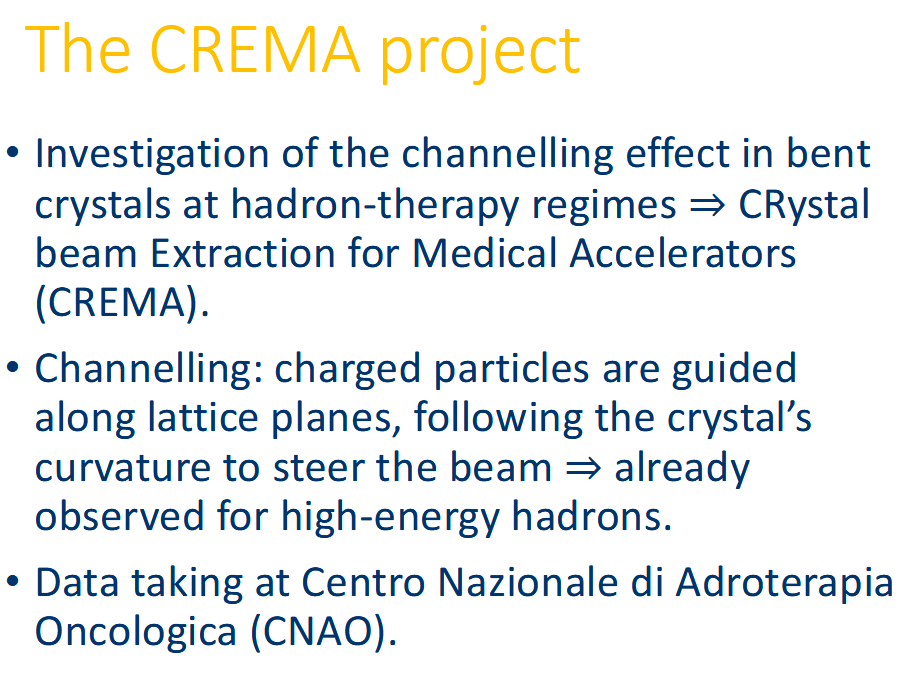 The CREMA project
• Investigation of the channelling effect in bent
crystals at hadron-therapy regimes ⇒ CRystal
beam Extraction for Medical Accelerators
(CREMA).
• Channelling: charged particles are guided
along lattice planes, following the crystal’s
curvature to steer the beam ⇒ already
observed for high-energy hadrons.
• Data taking at Centro Nazionale di Adroterapia
Oncologica (CNAO).